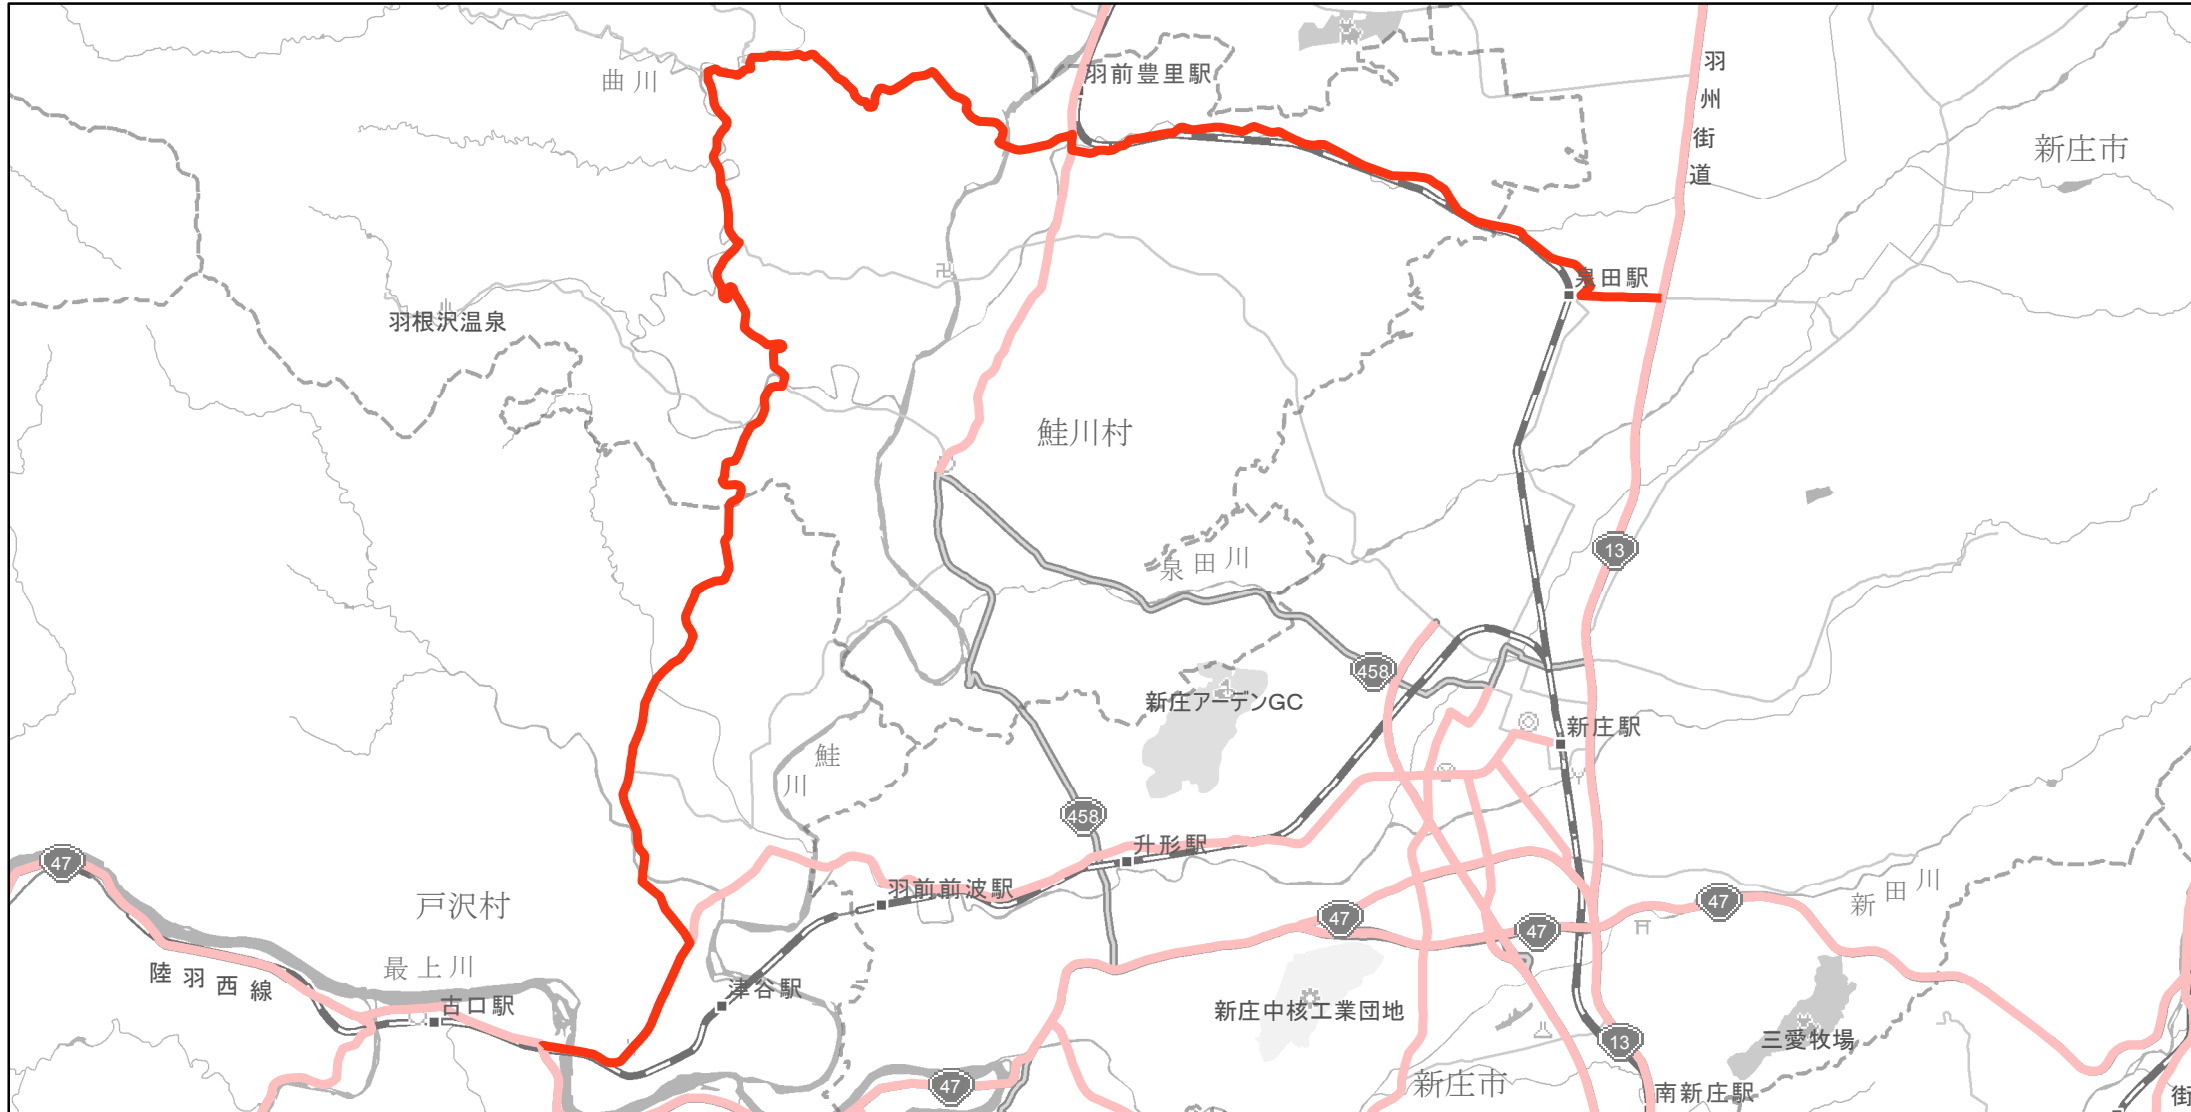 曲川
羽前豊里駅
羽州街道
新庄市
泉田駅
羽根沢温泉
鮭川村
13
泉田川
458
新庄アーデンGC
新庄駅
鮭川
458
升形駅
47
羽前前波駅
戸沢村
47
47
47
新田川
最上川
陸羽西線
古口駅
津谷駅
新庄中核工業団地
13
三愛牧場
47
新庄市
南新庄駅
街